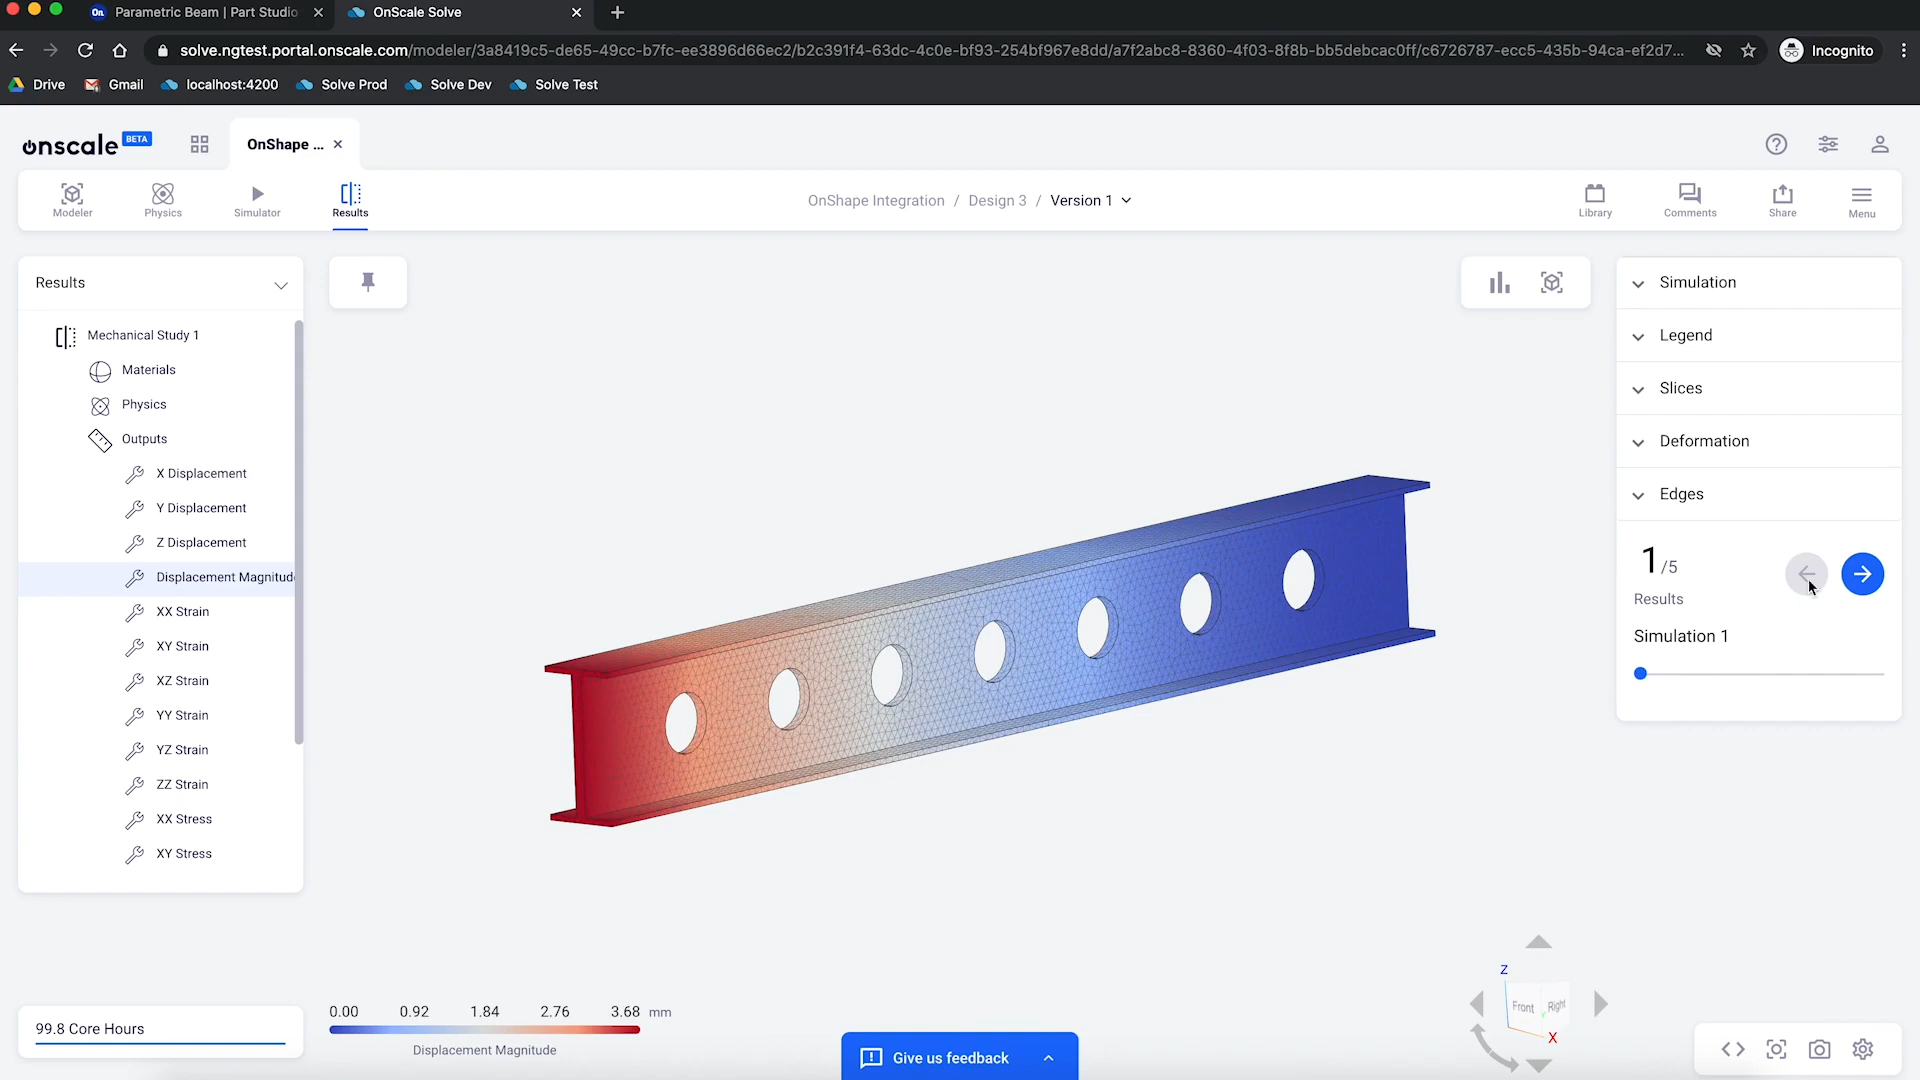 Parametric Beam | Part Studio
OnScale Solve
solve.ngtest.portal.onscale.com/modeler/3a8419c5-de65-49cc-b7fc-ee3896d66ec2/b2c391f4-63dc-4c0e-bf93-254bf967e8dd/a7f2abc8-8360-4f03-8f8b-bb5debcac0ff/c6726787-ecc5-435b-94ca-ef2d7...
Incognito
Drive
Gmail
localhost:4200
Solve Prod
Solve Dev
Solve Test
onscale BETA
OnShape ...
Modeler
Physics
Simulator
Results
OnShape Integration / Design 3 / Version 1
Library
Comments
Share
Menu
Results
Mechanical Study 1
Materials
Physics
Outputs
X Displacement
Y Displacement
Z Displacement
Displacement Magnitud
XX Strain
XY Strain
XZ Strain
YY Strain
YZ Strain
ZZ Strain
XX Stress
XY Stress
Simulation
Legend
Slices
Deformation
Edges
1/5
Results
Simulation 1
99.8 Core Hours
0.00 0.92 1.84 2.76 3.68 mm
Displacement Magnitude
Give us feedback
Z
Front
Right
Y
X